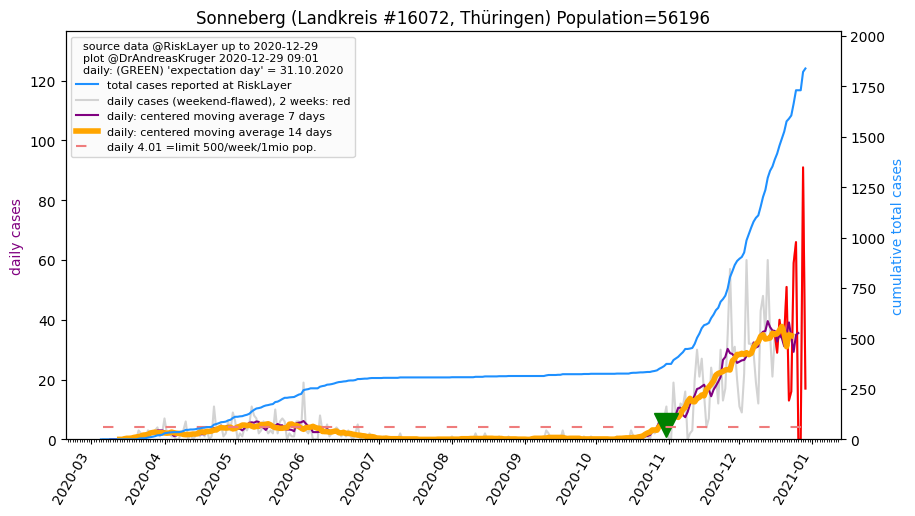 Sonneberg (Landkreis #16072, Thüringen) Population=56196
source data @RiskLayer up to 2020-12-29
plot @DrAndreasKruger 2020-12-29 09:01
daily: (GREEN) 'expectation day' = 31.10.2020
total cases reported at RiskLayer
daily cases (weekend-flawed), 2 weeks: red
daily: centered moving average 7 days
daily: centered moving average 14 days
daily 4.01 =limit 500/week/1mio pop.
daily cases
120
100
80
60
40
20
0
cumulative total cases
2000
1750
1500
1250
1000
750
500
250
0
2020-03
2020-04
2020-05
2020-06
2020-07
2020-08
2020-09
2020-10
2020-11
2020-12
2021-01